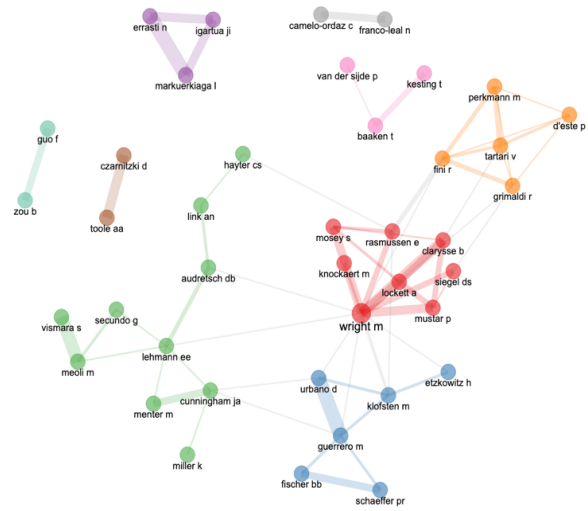 errasti n
igartua ji
camelo-ordaz c
franco-leal n
markuerkiaga l
van der sijde p
kesting t
perkmann m
d'este p
baaken t
guo f
czarnitzki d
tartari v
hayter cs
fini r
grimaldi r
zou b
toole aa
link an
mosey s
rasmussen e
clarysse b
knockaert m
siegel ds
audretsch db
lockett a
mustar p
wright m
secundo g
vismara s
lehmann ee
meoli m
etzkowitz h
urbano d
klofsten m
cunningham ja
menter m
guerrero m
miller k
fischer bb
schaeffer pr